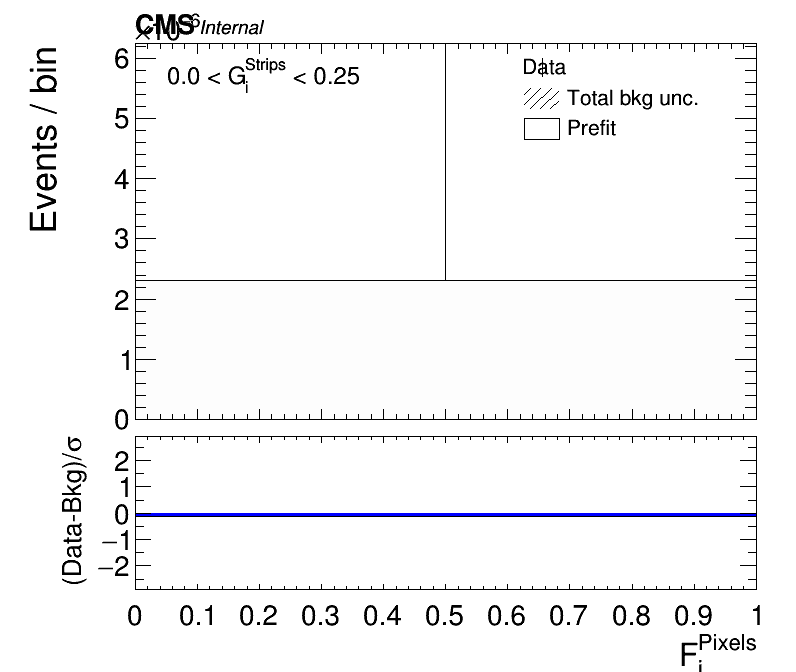 CMS Internal
×10⁻⁶
Events / bin
0.0 < G_i^Strips < 0.25
Data
Total bkg unc.
Prefit
6
5
4
3
2
1
0
(Data-Bkg)/σ
2
1
0
−1
−2
0 0.1 0.2 0.3 0.4 0.5 0.6 0.7 0.8 0.9 1
F_i^Pixels